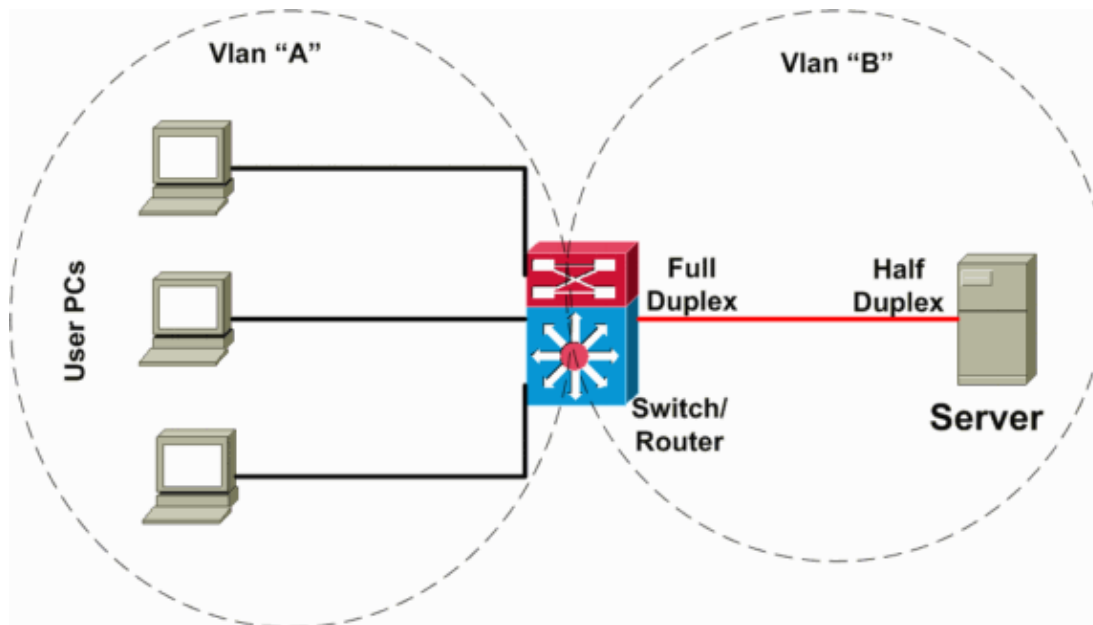 Vlan “A”
Vlan “B”
User PCs
Full
Duplex
Half
Duplex
Switch/
Router
Server